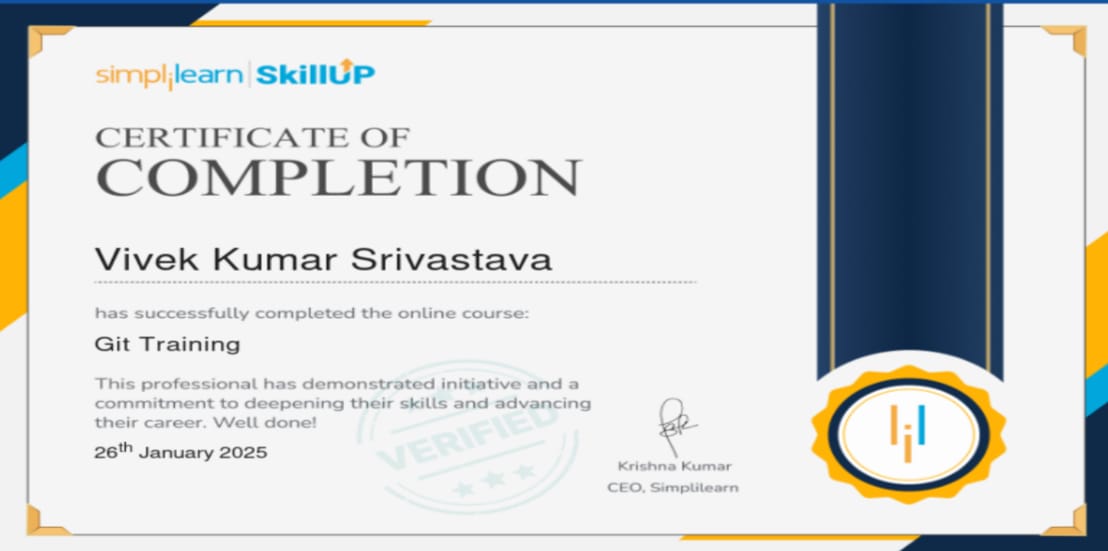 simplilearn | SkillUP
CERTIFICATE OF
COMPLETION
Vivek Kumar Srivastava
has successfully completed the online course:
Git Training
This professional has demonstrated initiative and a
commitment to deepening their skills and advancing
their career. Well done!
26th January 2025
VERIFIED
Krishna Kumar
CEO, Simplilearn